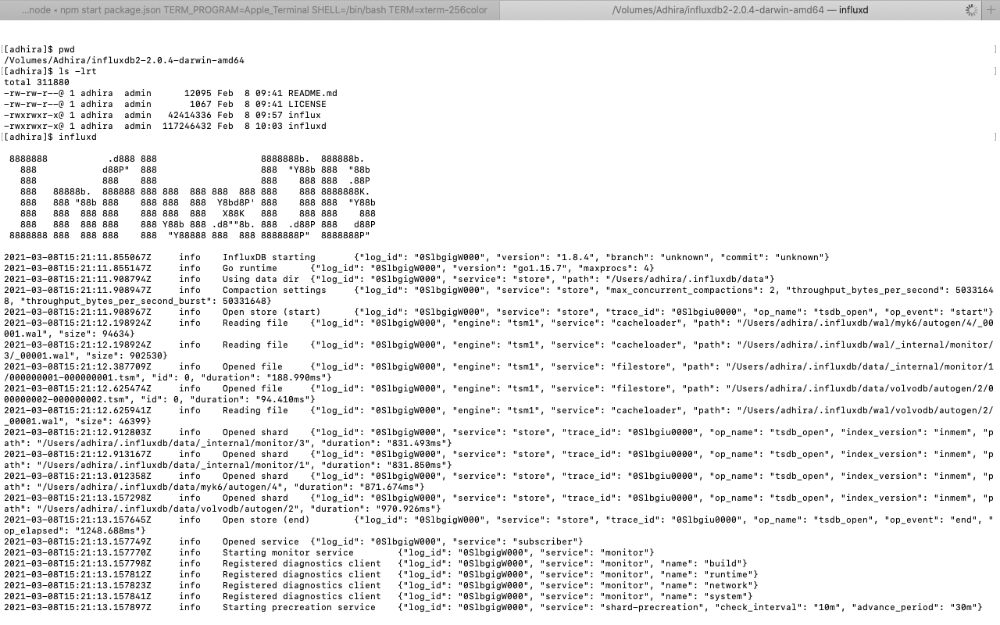 ...node • npm start package.json TERM_PROGRAM=Apple_Terminal SHELL=/bin/bash TERM=xterm-256color
/Volumes/Adhira/influxdb2-2.0.4-darwin-amd64 — influxd
+
[[adhira]$ pwd ]
/Volumes/Adhira/influxdb2-2.0.4-darwin-amd64
[[adhira]$ ls -lrt ]
total 311880
-rw-rw-r--@ 1 adhira  admin      12095 Feb  8 09:41 README.md
-rw-rw-r--@ 1 adhira  admin       1067 Feb  8 09:41 LICENSE
-rwxrwxr-x@ 1 adhira  admin   42414336 Feb  8 09:57 influx
-rwxrwxr-x@ 1 adhira  admin  117246432 Feb  8 10:03 influxd
[[adhira]$ influxd ]
 8888888           .d888 888                   8888888b.  888888b.
   888            d88P"  888                   888  "Y88b 888  "88b
   888            888    888                   888    888 888  .88P
   888   88888b.  888888 888 888  888 888  888 888    888 8888888K.
   888   888 "88b 888    888 888  888  Y8bd8P' 888    888 888  "Y88b
   888   888  888 888    888 888  888   X88K   888    888 888    888
   888   888  888 888    888 Y88b 888 .d8""8b. 888  .d88P 888   d88P
 8888888 888  888 888    888  "Y88888 888  888 8888888P"  8888888P"
2021-03-08T15:21:11.855067Z     info    InfluxDB starting       {"log_id": "0SlbgigW000", "version": "1.8.4", "branch": "unknown", "commit": "unknown"}
2021-03-08T15:21:11.855147Z     info    Go runtime      {"log_id": "0SlbgigW000", "version": "go1.15.7", "maxprocs": 4}
2021-03-08T15:21:11.908794Z     info    Using data dir  {"log_id": "0SlbgigW000", "service": "store", "path": "/Users/adhira/.influxdb/data"}
2021-03-08T15:21:11.908947Z     info    Compaction settings     {"log_id": "0SlbgigW000", "service": "store", "max_concurrent_compactions": 2, "throughput_bytes_per_second": 5033164
8, "throughput_bytes_per_second_burst": 50331648}
2021-03-08T15:21:11.908967Z     info    Open store (start)      {"log_id": "0SlbgigW000", "service": "store", "trace_id": "0Slbgiu0000", "op_name": "tsdb_open", "op_event": "start"}
2021-03-08T15:21:12.198924Z     info    Reading file    {"log_id": "0SlbgigW000", "engine": "tsm1", "service": "cacheloader", "path": "/Users/adhira/.influxdb/wal/myk6/autogen/4/_00
001.wal", "size": 94634}
2021-03-08T15:21:12.198924Z     info    Reading file    {"log_id": "0SlbgigW000", "engine": "tsm1", "service": "cacheloader", "path": "/Users/adhira/.influxdb/wal/_internal/monitor/
3/_00001.wal", "size": 902530}
2021-03-08T15:21:12.387709Z     info    Opened file     {"log_id": "0SlbgigW000", "engine": "tsm1", "service": "filestore", "path": "/Users/adhira/.influxdb/data/_internal/monitor/1
/000000001-000000001.tsm", "id": 0, "duration": "188.990ms"}
2021-03-08T15:21:12.625474Z     info    Opened file     {"log_id": "0SlbgigW000", "engine": "tsm1", "service": "filestore", "path": "/Users/adhira/.influxdb/data/volvodb/autogen/2/0
00000002-000000002.tsm", "id": 0, "duration": "94.410ms"}
2021-03-08T15:21:12.625941Z     info    Reading file    {"log_id": "0SlbgigW000", "engine": "tsm1", "service": "cacheloader", "path": "/Users/adhira/.influxdb/wal/volvodb/autogen/2/
_00001.wal", "size": 46399}
2021-03-08T15:21:12.912803Z     info    Opened shard    {"log_id": "0SlbgigW000", "service": "store", "trace_id": "0Slbgiu0000", "op_name": "tsdb_open", "index_version": "inmem", "p
ath": "/Users/adhira/.influxdb/data/_internal/monitor/3", "duration": "831.493ms"}
2021-03-08T15:21:12.913167Z     info    Opened shard    {"log_id": "0SlbgigW000", "service": "store", "trace_id": "0Slbgiu0000", "op_name": "tsdb_open", "index_version": "inmem", "p
ath": "/Users/adhira/.influxdb/data/_internal/monitor/1", "duration": "831.850ms"}
2021-03-08T15:21:13.012358Z     info    Opened shard    {"log_id": "0SlbgigW000", "service": "store", "trace_id": "0Slbgiu0000", "op_name": "tsdb_open", "index_version": "inmem", "p
ath": "/Users/adhira/.influxdb/data/myk6/autogen/4", "duration": "871.674ms"}
2021-03-08T15:21:13.157298Z     info    Opened shard    {"log_id": "0SlbgigW000", "service": "store", "trace_id": "0Slbgiu0000", "op_name": "tsdb_open", "index_version": "inmem", "p
ath": "/Users/adhira/.influxdb/data/volvodb/autogen/2", "duration": "970.926ms"}
2021-03-08T15:21:13.157645Z     info    Open store (end)        {"log_id": "0SlbgigW000", "service": "store", "trace_id": "0Slbgiu0000", "op_name": "tsdb_open", "op_event": "end", "
op_elapsed": "1248.688ms"}
2021-03-08T15:21:13.157749Z     info    Opened service  {"log_id": "0SlbgigW000", "service": "subscriber"}
2021-03-08T15:21:13.157770Z     info    Starting monitor service        {"log_id": "0SlbgigW000", "service": "monitor"}
2021-03-08T15:21:13.157798Z     info    Registered diagnostics client   {"log_id": "0SlbgigW000", "service": "monitor", "name": "build"}
2021-03-08T15:21:13.157812Z     info    Registered diagnostics client   {"log_id": "0SlbgigW000", "service": "monitor", "name": "runtime"}
2021-03-08T15:21:13.157823Z     info    Registered diagnostics client   {"log_id": "0SlbgigW000", "service": "monitor", "name": "network"}
2021-03-08T15:21:13.157841Z     info    Registered diagnostics client   {"log_id": "0SlbgigW000", "service": "monitor", "name": "system"}
2021-03-08T15:21:13.157897Z     info    Starting precreation service    {"log_id": "0SlbgigW000", "service": "shard-precreation", "check_interval": "10m", "advance_period": "30m"}